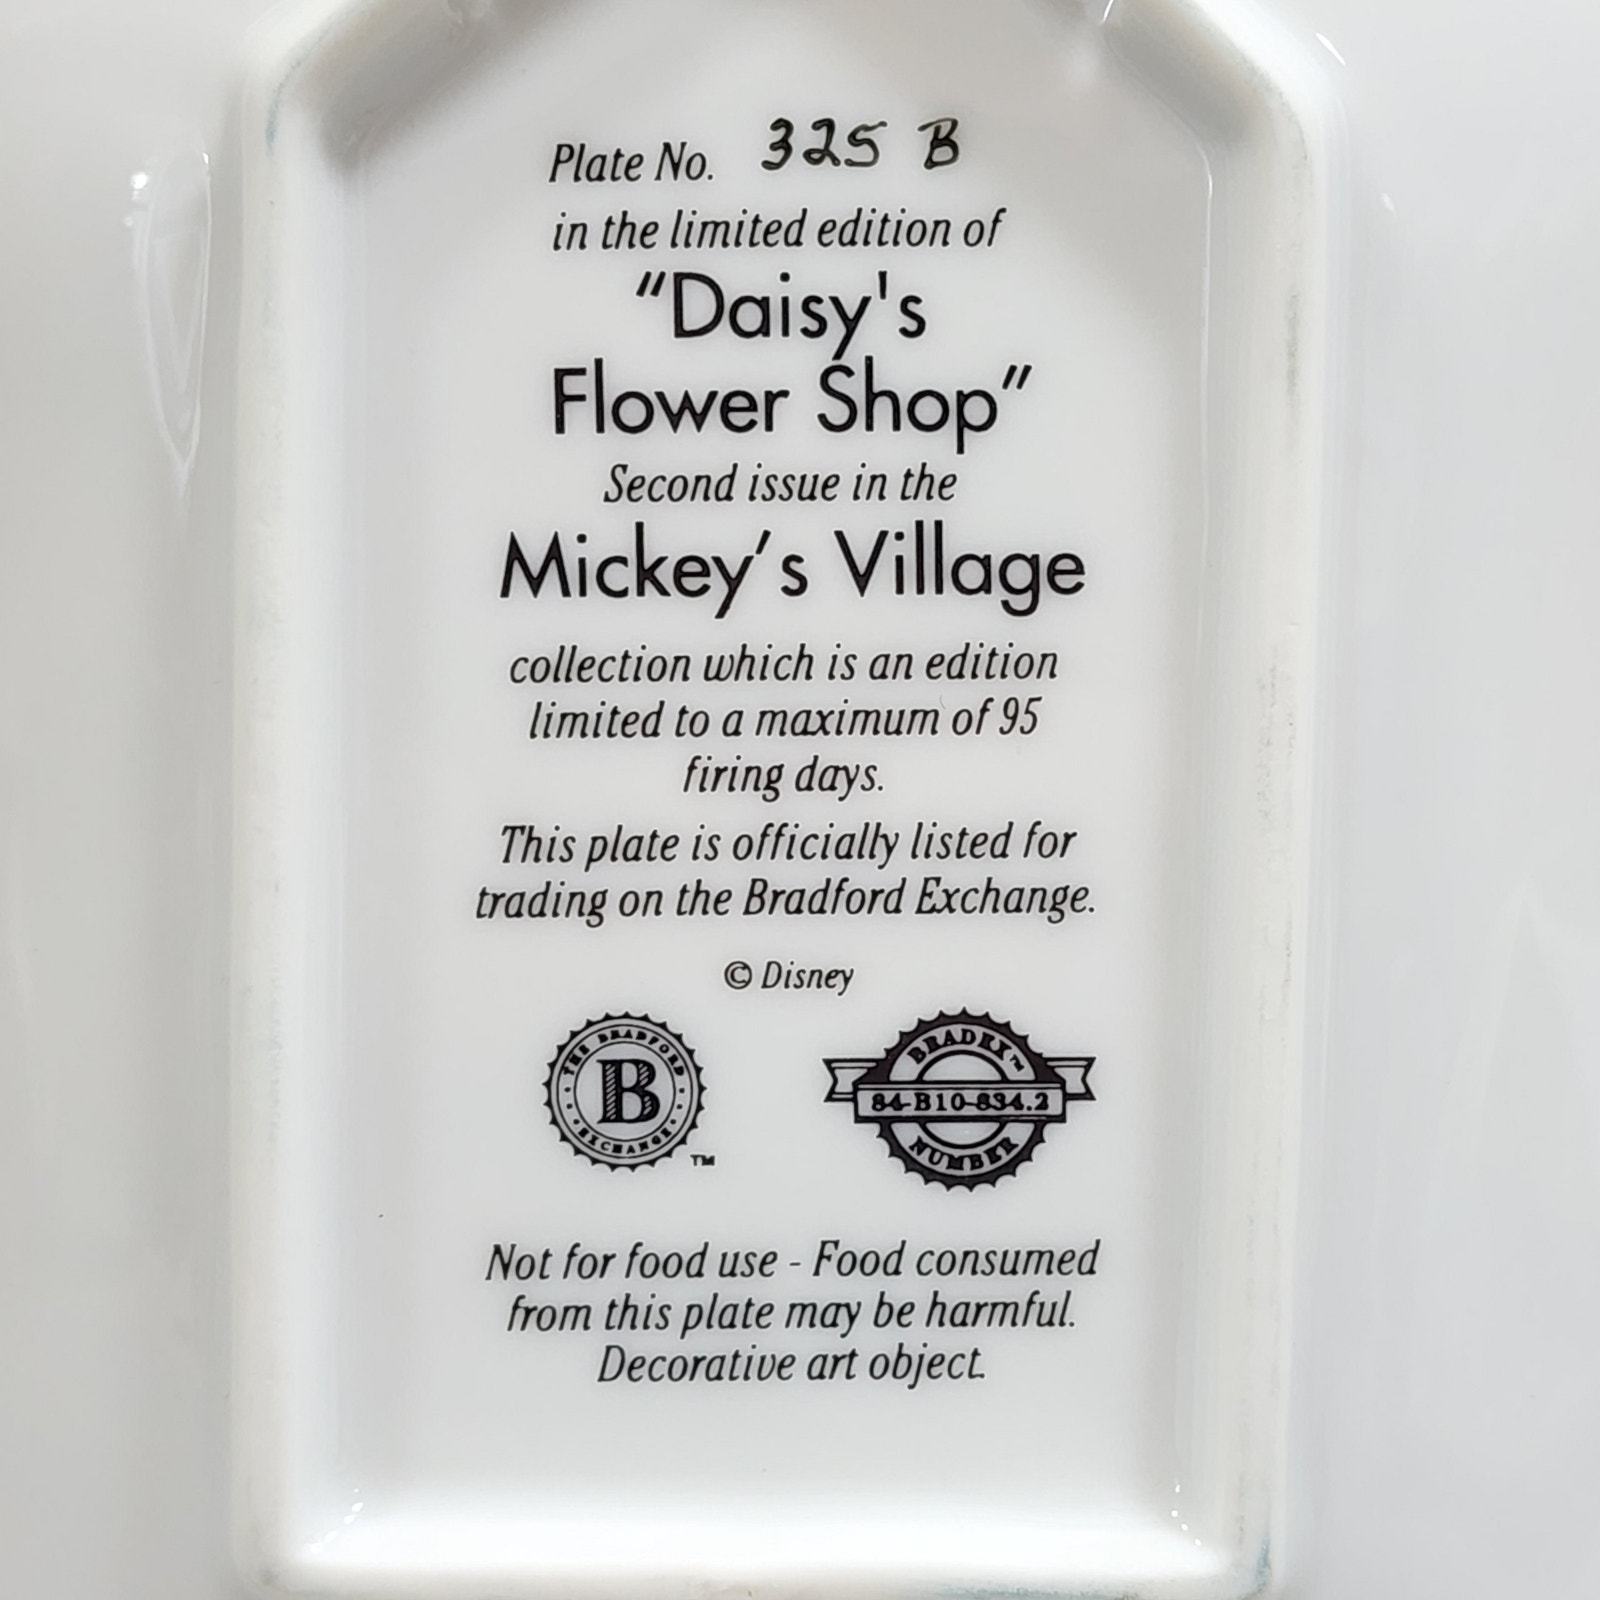 Plate No. 325 B
in the limited edition of
“Daisy's
Flower Shop”
Second issue in the
Mickey’s Village
collection which is an edition
limited to a maximum of 95
firing days.
This plate is officially listed for
trading on the Bradford Exchange.
© Disney
THE BRADFORD
B
EXCHANGE
TM
BRADEX™
84-B10-834.2
NUMBER
Not for food use - Food consumed
from this plate may be harmful.
Decorative art object.